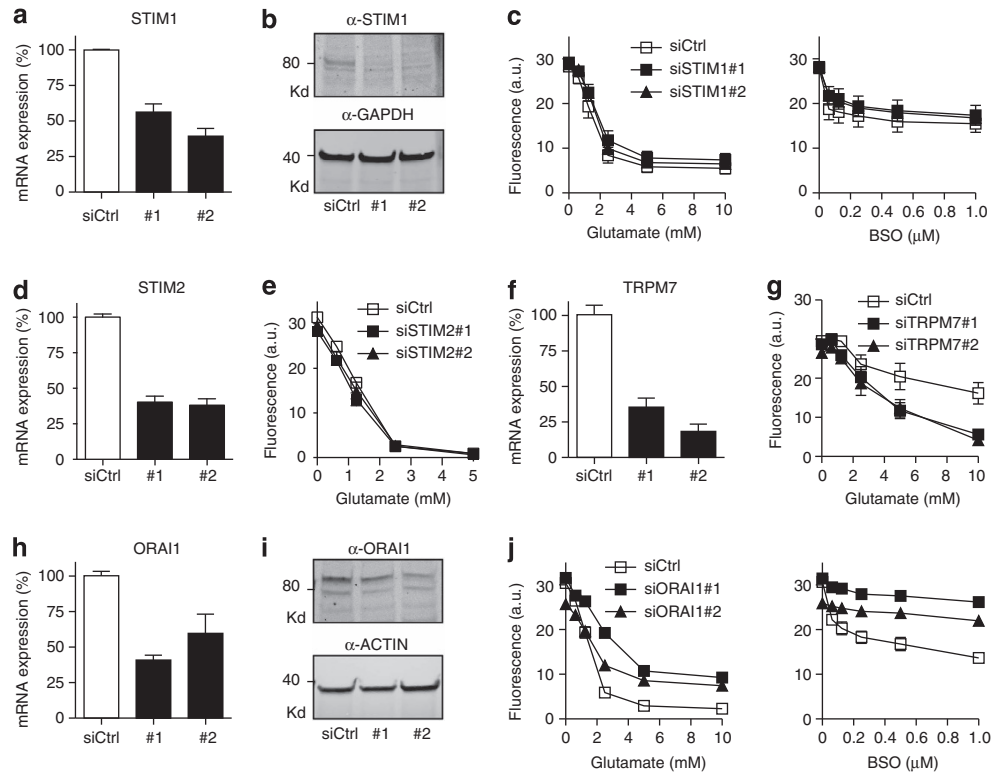 a
STIM1
mRNA expression (%)
100
75
50
25
0
siCtrl #1 #2
b
α-STIM1
80
Kd
α-GAPDH
40
Kd
siCtrl #1 #2
c
Fluorescence (a.u.)
30
20
10
0
siCtrl
siSTIM1#1
siSTIM1#2
0 2 4 6 8 10
Glutamate (mM)
30
20
10
0
0 0.2 0.4 0.6 0.8 1.0
BSO (µM)
d
STIM2
mRNA expression (%)
100
75
50
25
0
siCtrl #1 #2
e
Fluorescence (a.u.)
30
20
10
0
siCtrl
siSTIM2#1
siSTIM2#2
0 1 2 3 4 5
Glutamate (mM)
f
TRPM7
mRNA expression (%)
100
75
50
25
0
siCtrl #1 #2
g
Fluorescence (a.u.)
30
20
10
0
siCtrl
siTRPM7#1
siTRPM7#2
0 2 4 6 8 10
Glutamate (mM)
h
ORAI1
mRNA expression (%)
100
75
50
25
0
siCtrl #1 #2
i
α-ORAI1
80
Kd
α-ACTIN
40
Kd
siCtrl #1 #2
j
Fluorescence (a.u.)
30
20
10
0
siCtrl
siORAI1#1
siORAI1#2
0 2 4 6 8 10
Glutamate (mM)
30
20
10
0
0 0.2 0.4 0.6 0.8 1.0
BSO (µM)